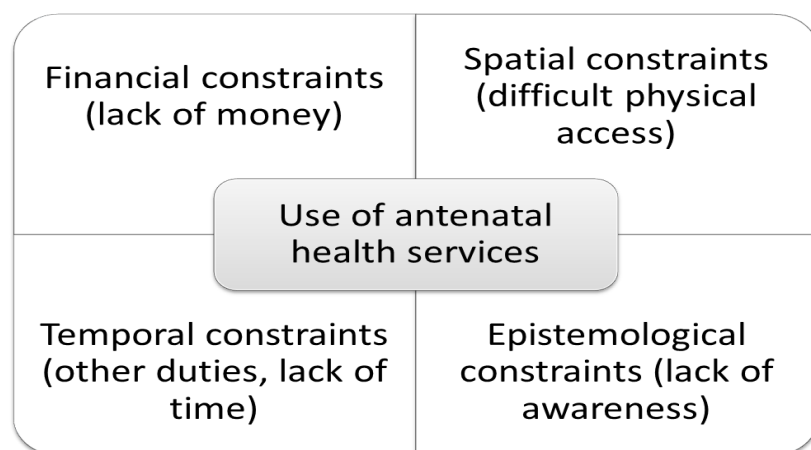 Financial constraints
(lack of money)
Spatial constraints
(difficult physical
access)
Use of antenatal
health services
Temporal constraints
(other duties, lack of
time)
Epistemological
constraints (lack of
awareness)